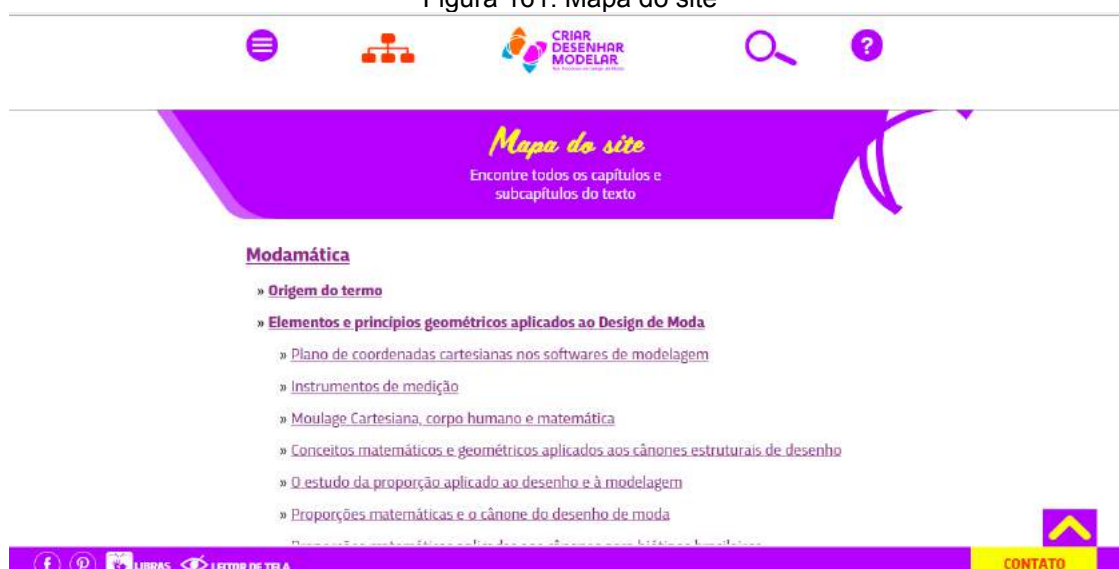 Figura 161: Mapa do site
CRIAR
DESENHAR
MODELAR
?
Mapa do site
Encontre todos os capítulos e
subcapítulos do texto
Modamática
» Origem do termo
» Elementos e princípios geométricos aplicados ao Design de Moda
» Plano de coordenadas cartesianas nos softwares de modelagem
» Instrumentos de medição
» Moulage Cartesiana, corpo humano e matemática
» Conceitos matemáticos e geométricos aplicados aos cânones estruturais de desenho
» O estudo da proporção aplicado ao desenho e à modelagem
» Proporções matemáticas e o cânone do desenho de moda
LIBRAS LEITOR DE TELA
CONTATO